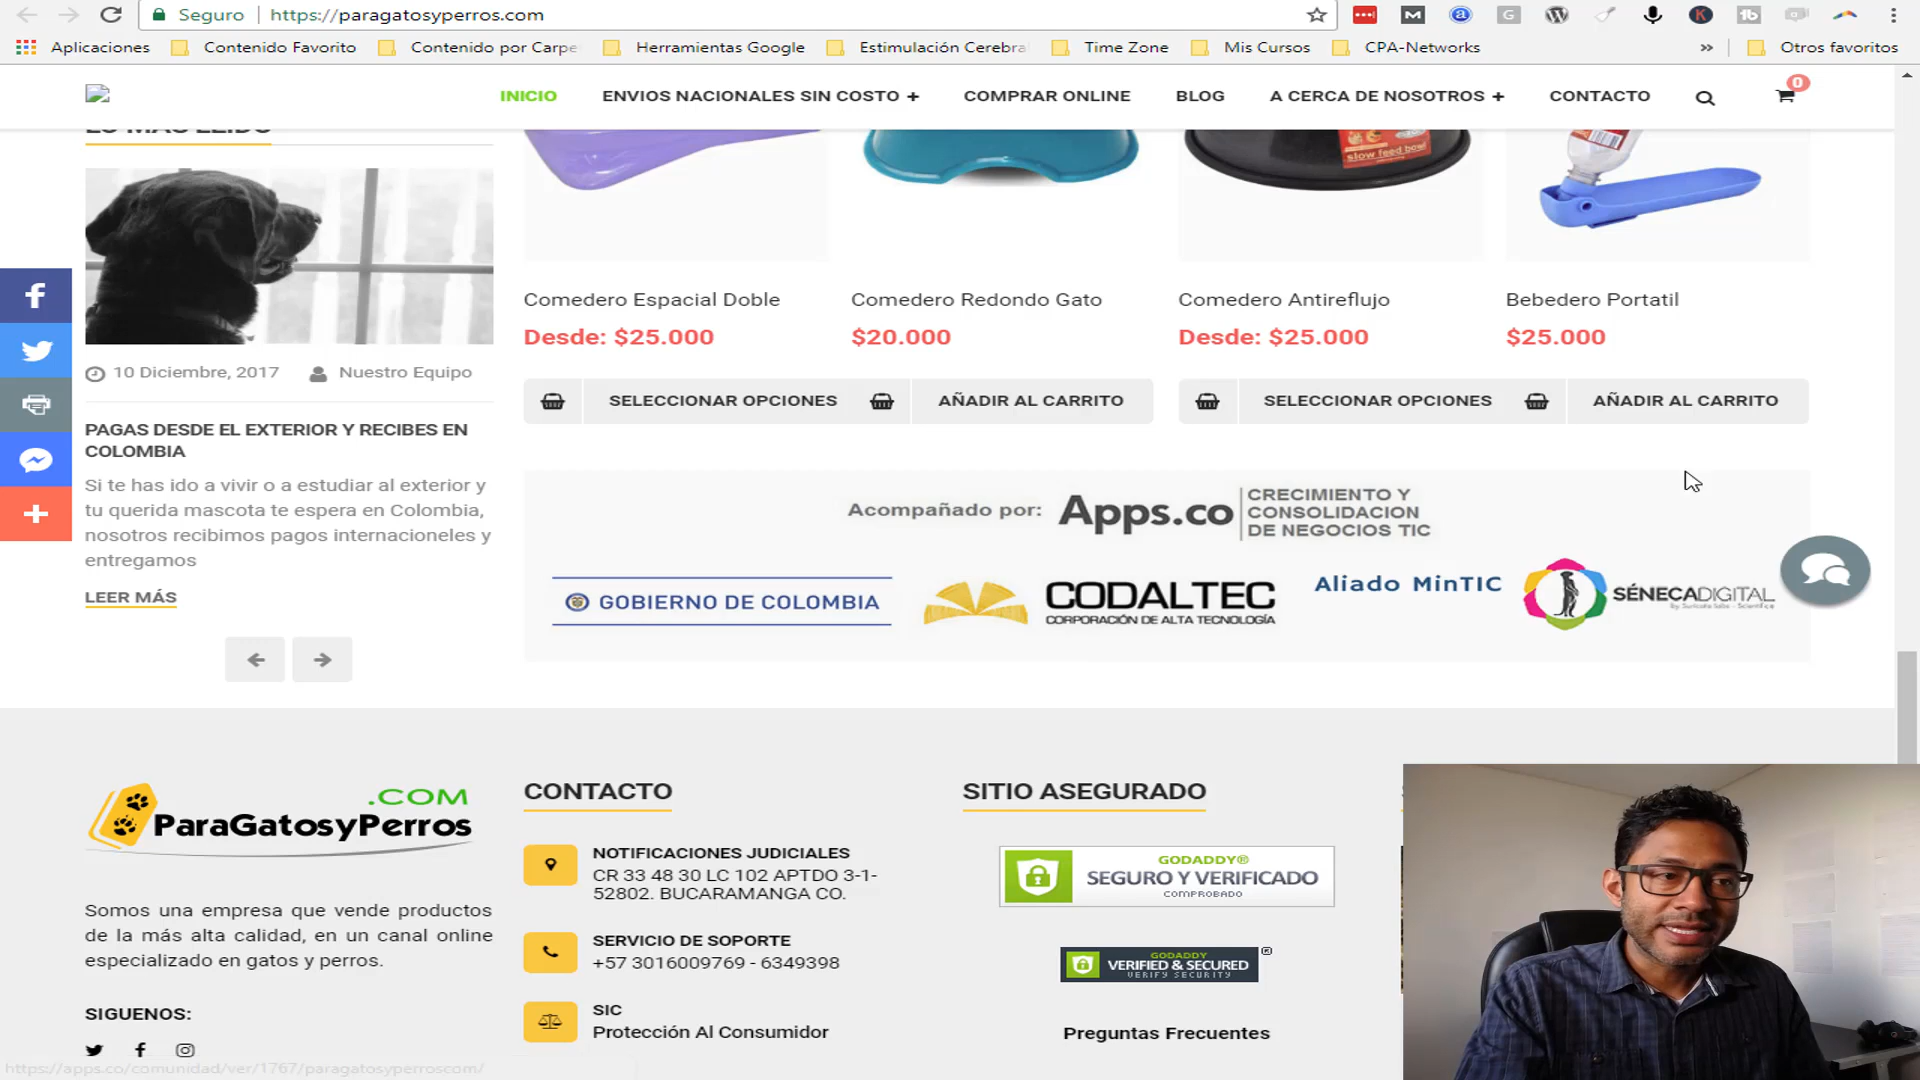 Seguro
https://paragatosyperros.com
Aplicaciones
Contenido Favorito
Contenido por Carpe
Herramientas Google
Estimulación Cerebra
Time Zone
Mis Cursos
CPA-Networks
»
Otros favoritos
INICIO
ENVIOS NACIONALES SIN COSTO +
COMPRAR ONLINE
BLOG
A CERCA DE NOSOTROS +
CONTACTO
0
LO MAS LEIDO
10 Diciembre, 2017
Nuestro Equipo
PAGAS DESDE EL EXTERIOR Y RECIBES EN
COLOMBIA
Si te has ido a vivir o a estudiar al exterior y
tu querida mascota te espera en Colombia,
nosotros recibimos pagos internacioneles y
entregamos
LEER MÁS
slow feed bowl
Comedero Espacial Doble
Desde: $25.000
SELECCIONAR OPCIONES
Comedero Redondo Gato
$20.000
AÑADIR AL CARRITO
Comedero Antireflujo
Desde: $25.000
SELECCIONAR OPCIONES
Bebedero Portatil
$25.000
AÑADIR AL CARRITO
Acompañado por:
Apps.co
CRECIMIENTO Y
CONSOLIDACION
DE NEGOCIOS TIC
GOBIERNO DE COLOMBIA
CODALTEC
CORPORACIÓN DE ALTA TECNOLOGÍA
Aliado MinTIC
SÉNECADIGITAL
.COM
ParaGatosyPerros
Somos una empresa que vende productos
de la más alta calidad, en un canal online
especializado en gatos y perros.
SIGUENOS:
CONTACTO
NOTIFICACIONES JUDICIALES
CR 33 48 30 LC 102 APTDO 3-1-
52802. BUCARAMANGA CO.
SERVICIO DE SOPORTE
+57 3016009769 - 6349398
SIC
Protección Al Consumidor
SITIO ASEGURADO
GODADDY®
SEGURO Y VERIFICADO
COMPROBADO
GODADDY
VERIFIED & SECURED
VERIFY SECURITY
Preguntas Frecuentes
https://apps.co/comunidad/ver/1767/paragatosyperroscom/